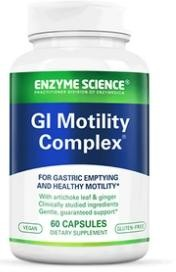 ENZYME SCIENCE®
PRACTITIONER DIVISION OF ENZYMEDICA®
GI Motility
Complex®
FOR GASTRIC EMPTYING
AND HEALTHY MOTILITY*
With artichoke leaf & ginger
Clinically studied ingredients
Gentle, guaranteed support*
VEGAN
60 CAPSULES
DIETARY SUPPLEMENT
GLUTEN-FREE